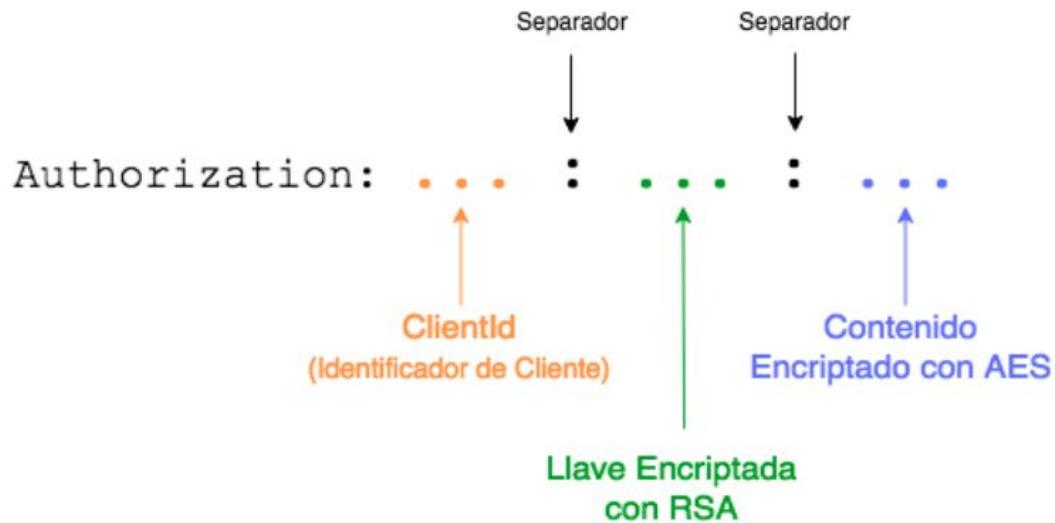 Separador
Separador
Authorization: ... : ... : ...
ClientId
(Identificador de Cliente)
Contenido
Encriptado con AES
Llave Encriptada
con RSA